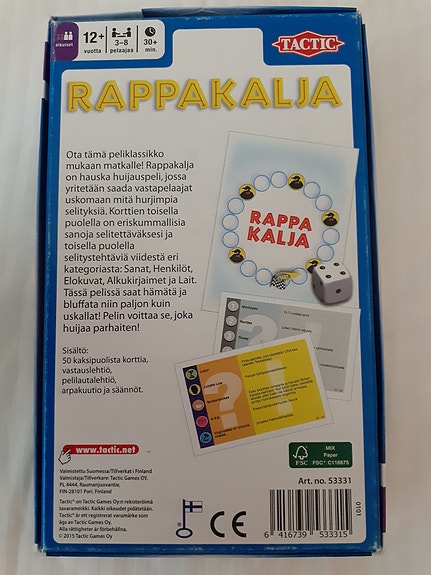 aikuiset
12+
vuotta
3–8
pelaajaa
30+
min.
TACTIC
RAPPAKALJA
Ota tämä peliklassikko
mukaan matkalle! Rappakalja
on hauska huijauspeli, jossa
yritetään saada vastapelaajat
uskomaan mitä hurjimpia
selityksiä. Korttien toisella
puolella on eriskummallisia
sanoja selitettäväksesi ja
toisella puolella
selitystehtäviä viidestä eri
kategoriasta: Sanat, Henkilöt,
Elokuvat, Alkukirjaimet ja Lait.
Tässä pelissä saat hämätä ja
bluffata niin paljon kuin
uskallat! Pelin voittaa se, joka
huijaa parhaiten!
RAPPA
KALJA
Sisältö:
50 kaksipuolista korttia,
vastauslehtiö,
pelilautalehtiö,
arpakuutio ja säännöt.
www.tactic.net
Valmistettu Suomessa/Tillverkat i Finland
Valmistaja/Tillverkare: Tactic Games OY,
PL 4444, Raumanjuovantie,
FIN-28101 Pori, Finland
Tactic® on Tactic Games Oy:n rekisteröimä
tavaramerkki. Kaikki oikeudet pidätetään.
Tactic® är ett registrerat varumärke som
ägs av Tactic Games Oy.
Alla rättigheter är förbehållna.
© 2015 Tactic Games Oy
FSC
MIX
Paper
FSC® C116875
Art. no. 53331
1010
CE
6 416739 533315